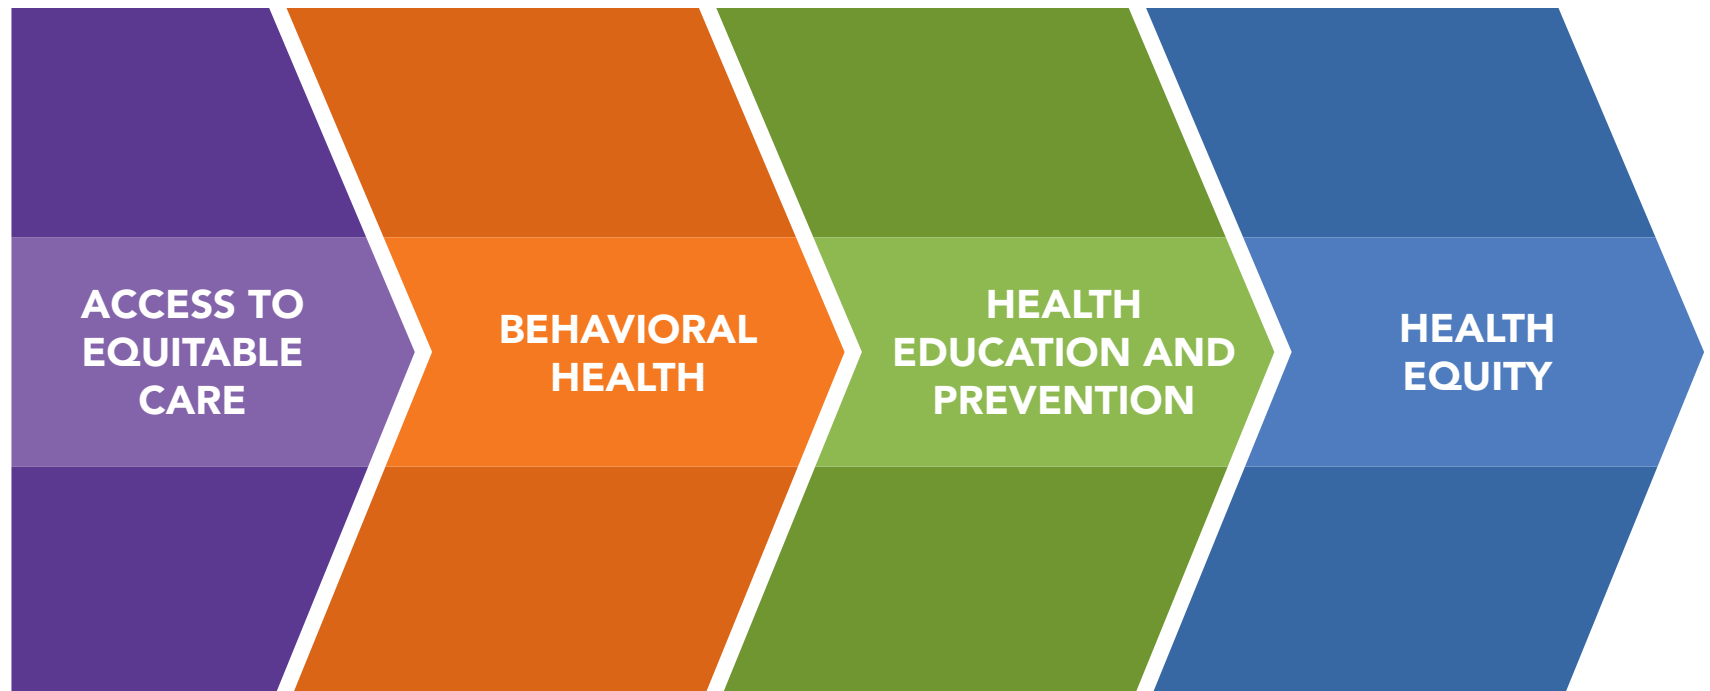 ACCESS TO
EQUITABLE
CARE
BEHAVIORAL
HEALTH
HEALTH
EDUCATION AND
PREVENTION
HEALTH
EQUITY